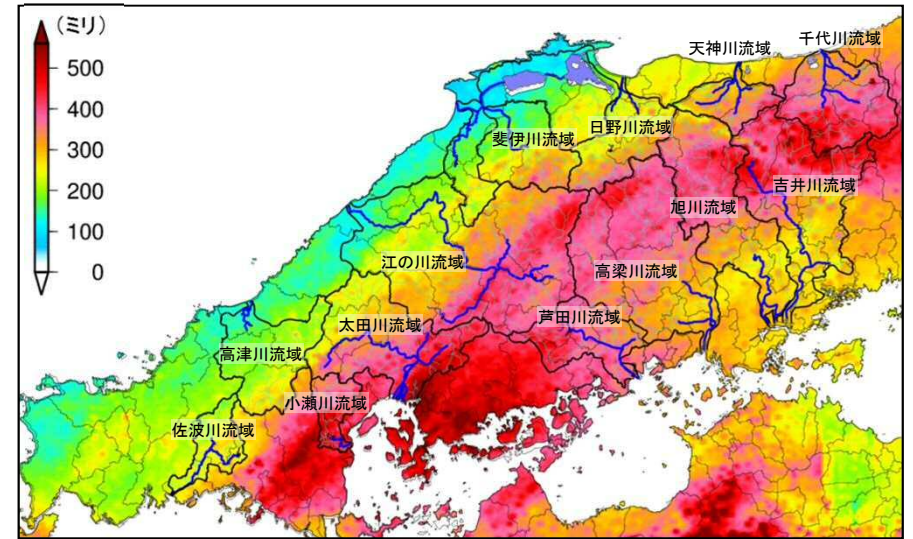 (ミリ)
500
400
300
200
100
0
千代川流域
天神川流域
日野川流域
斐伊川流域
吉井川流域
旭川流域
江の川流域
高梁川流域
芦田川流域
太田川流域
高津川流域
小瀬川流域
佐波川流域